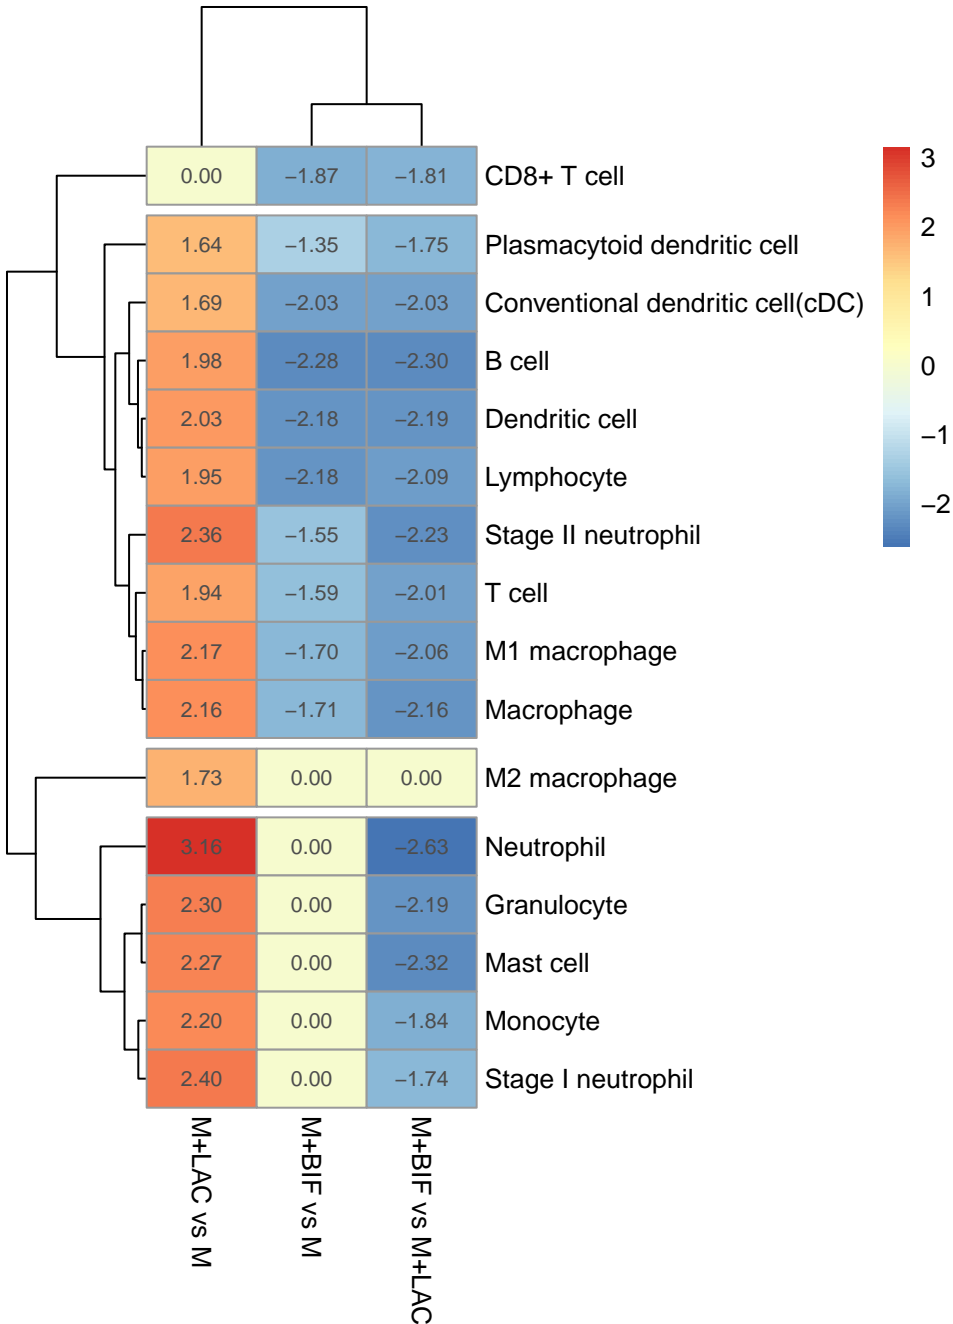 0.00 −1.87 −1.81 CD8+ T cell
1.64 −1.35 −1.75 Plasmacytoid dendritic cell
1.69 −2.03 −2.03 Conventional dendritic cell(cDC)
1.98 −2.28 −2.30 B cell
2.03 −2.18 −2.19 Dendritic cell
1.95 −2.18 −2.09 Lymphocyte
2.36 −1.55 −2.23 Stage II neutrophil
1.94 −1.59 −2.01 T cell
2.17 −1.70 −2.06 M1 macrophage
2.16 −1.71 −2.16 Macrophage
1.73 0.00 0.00 M2 macrophage
3.16 0.00 −2.63 Neutrophil
2.30 0.00 −2.19 Granulocyte
2.27 0.00 −2.32 Mast cell
2.20 0.00 −1.84 Monocyte
2.40 0.00 −1.74 Stage I neutrophil
M+LAC vs M
M+BIF vs M
M+BIF vs M+LAC
3
2
1
0
−1
−2